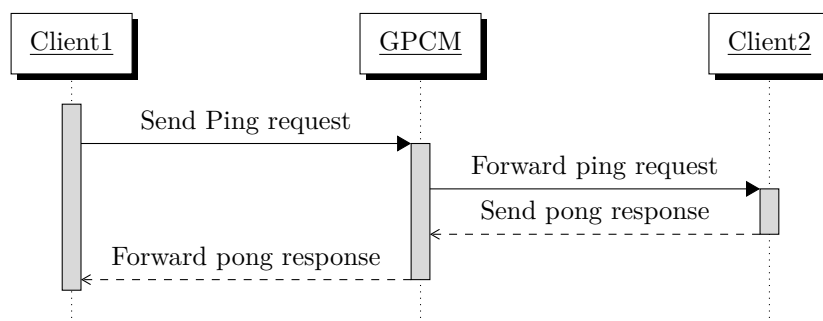 Client1
GPCM
Client2
Send Ping request
Forward ping request
Send pong response
Forward pong response